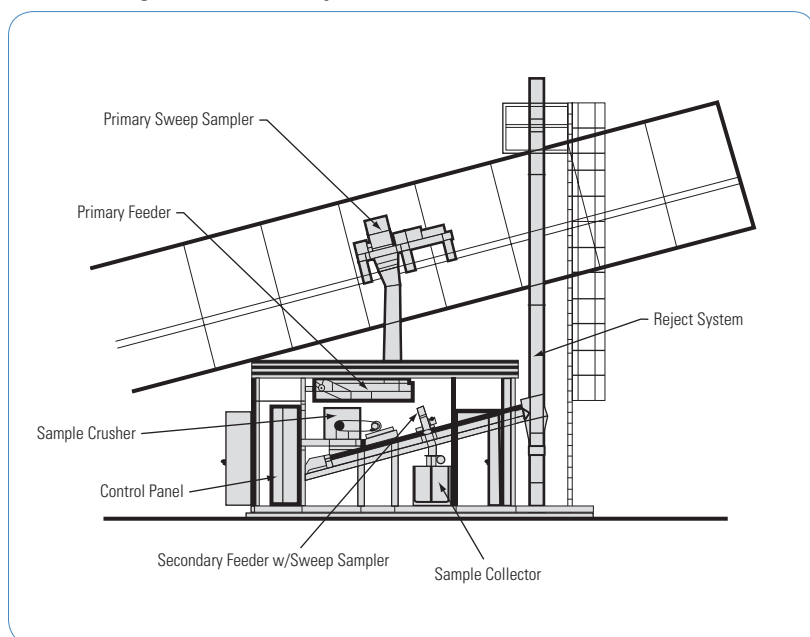 Primary Sweep Sampler
Primary Feeder
Reject System
Sample Crusher
Control Panel
Secondary Feeder w/Sweep Sampler
Sample Collector